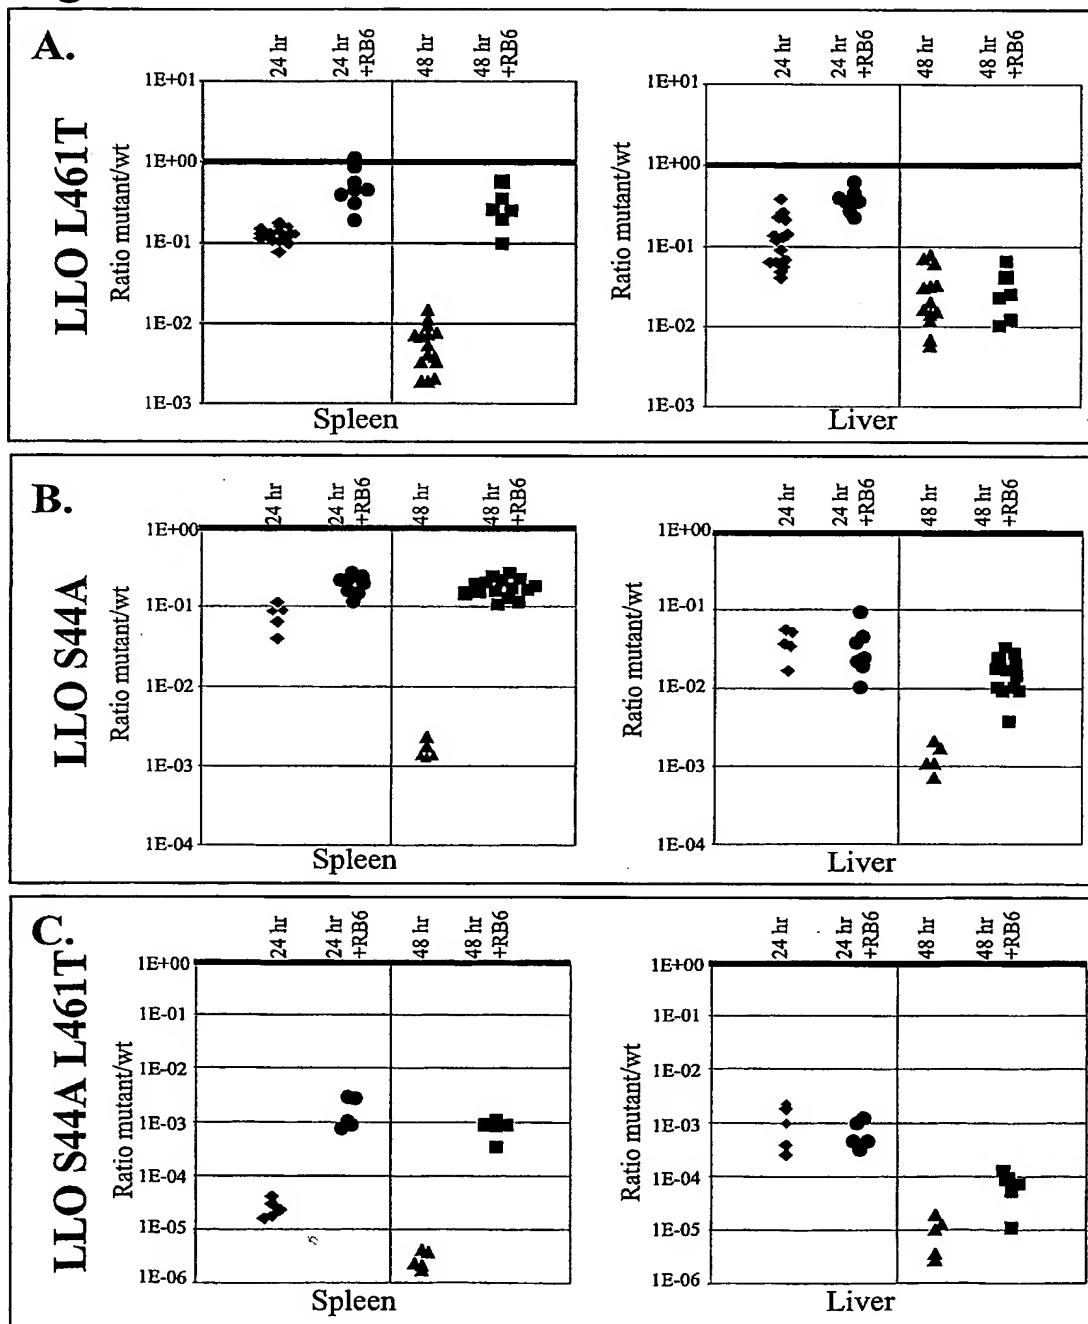 A.
LLO L461T
24 hr
24 hr
+RB6
48 hr
48 hr
+RB6
Ratio mutant/wt
1E+01
1E+00
1E-01
1E-02
1E-03
Spleen
24 hr
24 hr
+RB6
48 hr
48 hr
+RB6
Ratio mutant/wt
1E+01
1E+00
1E-01
1E-02
1E-03
Liver
B.
LLO S44A
24 hr
24 hr
+RB6
48 hr
48 hr
+RB6
Ratio mutant/wt
1E+00
1E-01
1E-02
1E-03
1E-04
Spleen
24 hr
24 hr
+RB6
48 hr
48 hr
+RB6
Ratio mutant/wt
1E+00
1E-01
1E-02
1E-03
1E-04
Liver
C.
LLO S44A L461T
24 hr
24 hr
+RB6
48 hr
48 hr
+RB6
Ratio mutant/wt
1E+00
1E-01
1E-02
1E-03
1E-04
1E-05
1E-06
Spleen
24 hr
24 hr
+RB6
48 hr
48 hr
+RB6
Ratio mutant/wt
1E+00
1E-01
1E-02
1E-03
1E-04
1E-05
1E-06
Liver